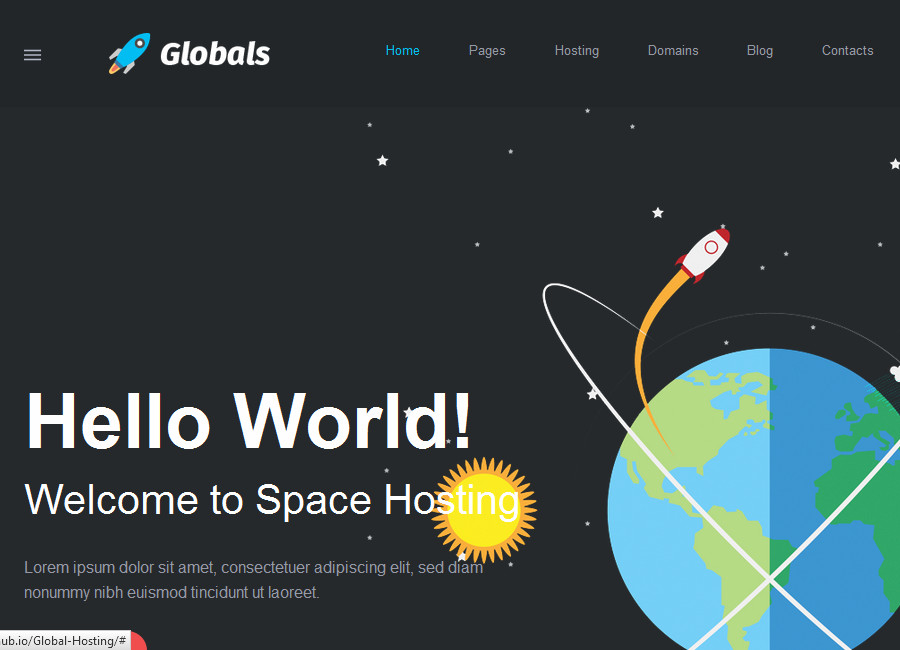 Globals
Home Pages Hosting Domains Blog Contacts
Hello World!
Welcome to Space Hosting
Lorem ipsum dolor sit amet, consectetuer adipiscing elit, sed diam
nonummy nibh euismod tincidunt ut laoreet.
ub.io/Global-Hosting/#